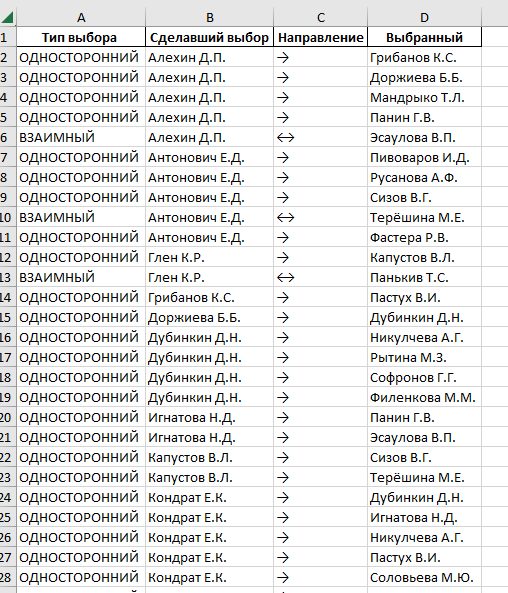 A B C D
1 Тип выбора Сделавший выбор Направление Выбранный
2 ОДНОСТОРОННИЙ Алехин Д.П. → Грибанов К.С.
3 ОДНОСТОРОННИЙ Алехин Д.П. → Доржиева Б.Б.
4 ОДНОСТОРОННИЙ Алехин Д.П. → Мандрыко Т.Л.
5 ОДНОСТОРОННИЙ Алехин Д.П. → Панин Г.В.
6 ВЗАИМНЫЙ Алехин Д.П. ↔ Эсаулова В.П.
7 ОДНОСТОРОННИЙ Антонович Е.Д. → Пивоваров И.Д.
8 ОДНОСТОРОННИЙ Антонович Е.Д. → Русанова А.Ф.
9 ОДНОСТОРОННИЙ Антонович Е.Д. → Сизов В.Г.
10 ВЗАИМНЫЙ Антонович Е.Д. ↔ Терёшина М.Е.
11 ОДНОСТОРОННИЙ Антонович Е.Д. → Фастера Р.В.
12 ОДНОСТОРОННИЙ Глен К.Р. → Капустов В.Л.
13 ВЗАИМНЫЙ Глен К.Р. ↔ Панькив Т.С.
14 ОДНОСТОРОННИЙ Грибанов К.С. → Пастух В.И.
15 ОДНОСТОРОННИЙ Доржиева Б.Б. → Дубинкин Д.Н.
16 ОДНОСТОРОННИЙ Дубинкин Д.Н. → Никулчева А.Г.
17 ОДНОСТОРОННИЙ Дубинкин Д.Н. → Рытина М.З.
18 ОДНОСТОРОННИЙ Дубинкин Д.Н. → Софронов Г.Г.
19 ОДНОСТОРОННИЙ Дубинкин Д.Н. → Филенкова М.М.
20 ОДНОСТОРОННИЙ Игнатова Н.Д. → Панин Г.В.
21 ОДНОСТОРОННИЙ Игнатова Н.Д. → Эсаулова В.П.
22 ОДНОСТОРОННИЙ Капустов В.Л. → Сизов В.Г.
23 ОДНОСТОРОННИЙ Капустов В.Л. → Терёшина М.Е.
24 ОДНОСТОРОННИЙ Кондрат Е.К. → Дубинкин Д.Н.
25 ОДНОСТОРОННИЙ Кондрат Е.К. → Игнатова Н.Д.
26 ОДНОСТОРОННИЙ Кондрат Е.К. → Никулчева А.Г.
27 ОДНОСТОРОННИЙ Кондрат Е.К. → Пастух В.И.
28 ОДНОСТОРОННИЙ Кондрат Е.К. → Соловьева М.Ю.